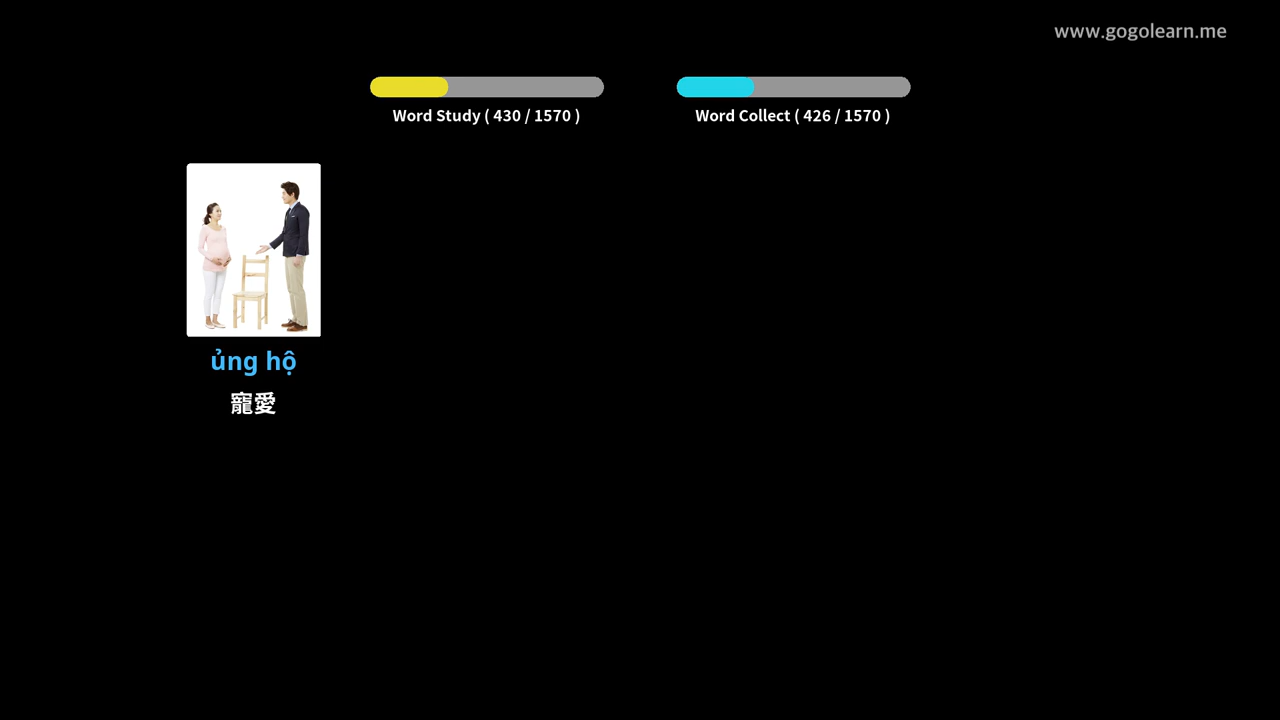 www.gogolearn.me
Word Study ( 430 / 1570 )
Word Collect ( 426 / 1570 )
ủng hộ
寵愛